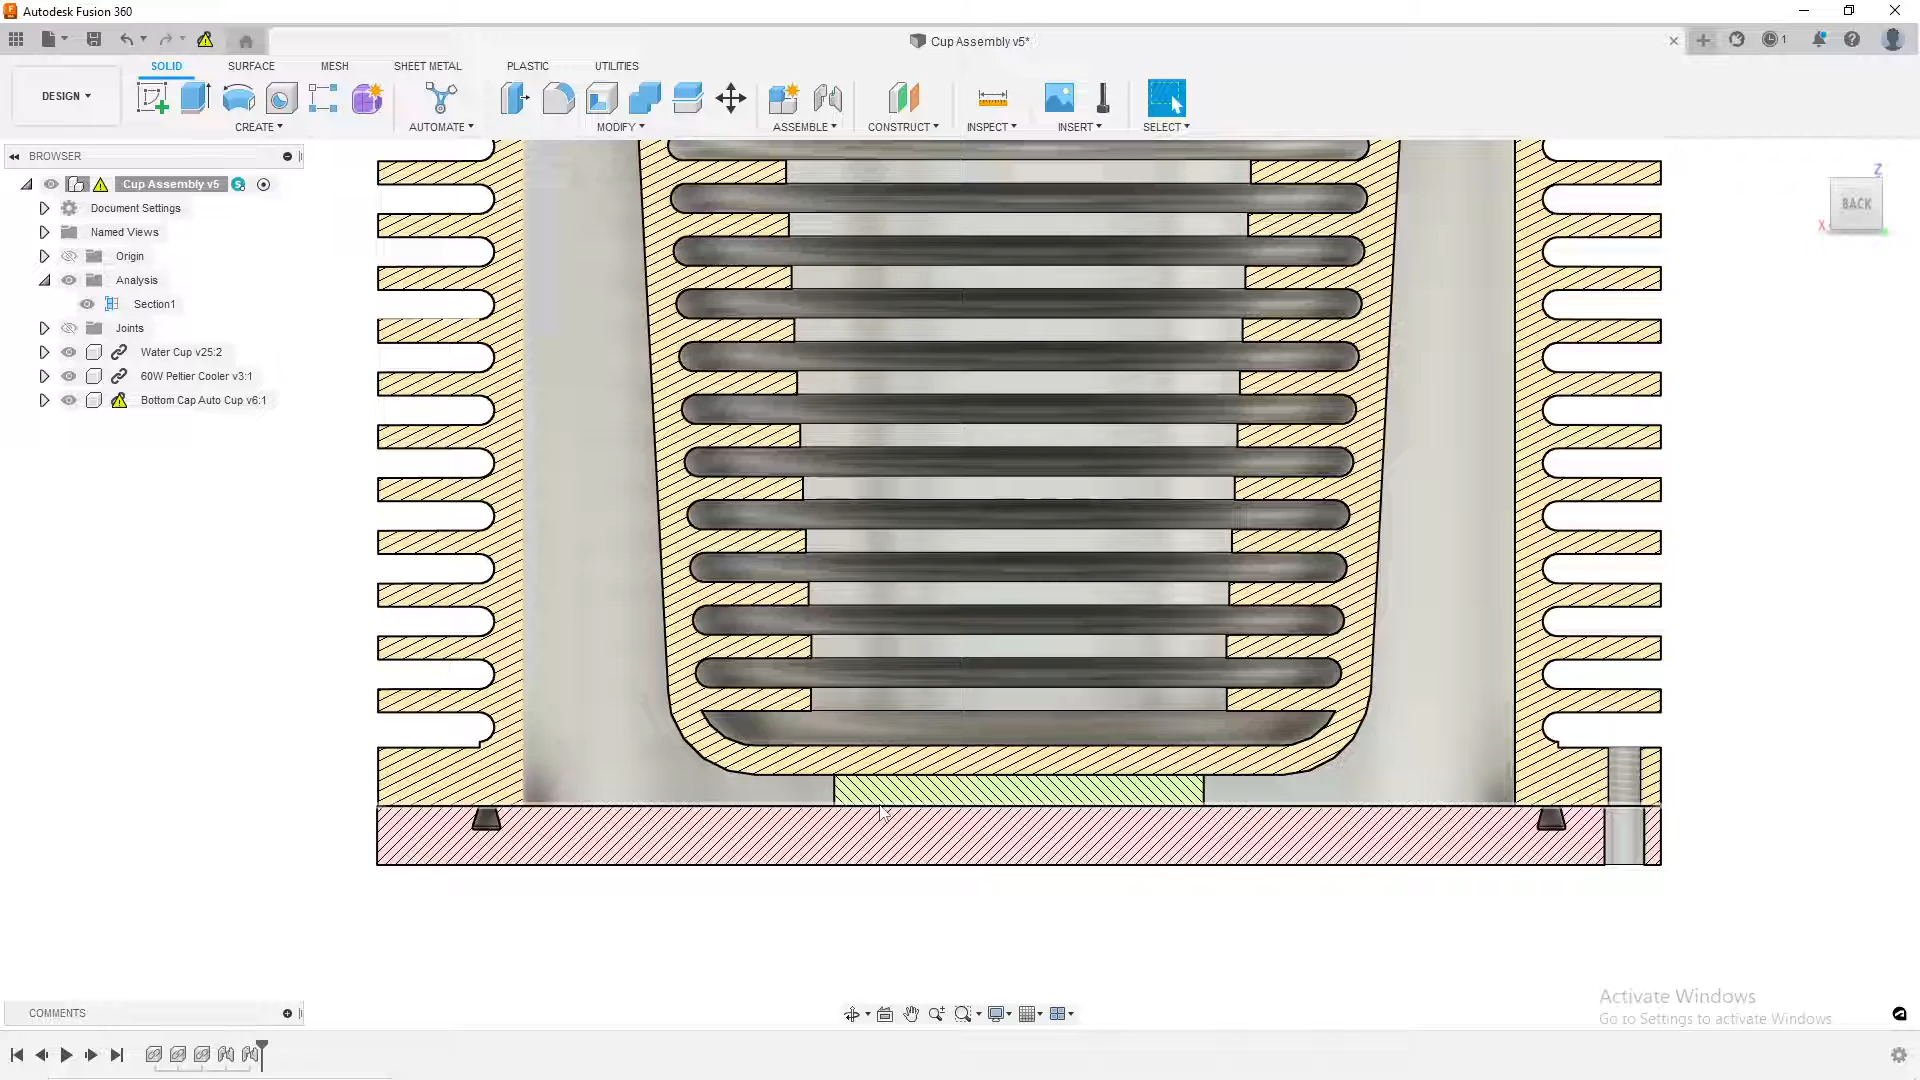 Autodesk Fusion 360
Cup Assembly v5*
1
DESIGN
SOLID
SURFACE
MESH
SHEET METAL
PLASTIC
UTILITIES
CREATE
AUTOMATE
MODIFY
ASSEMBLE
CONSTRUCT
INSPECT
INSERT
SELECT
BROWSER
Cup Assembly v5
S
Document Settings
Named Views
Origin
Analysis
Section1
Joints
Water Cup v25:2
60W Peltier Cooler v3:1
Bottom Cap Auto Cup v6:1
Z
BACK
X
COMMENTS
Activate Windows
Go to Settings to activate Windows.